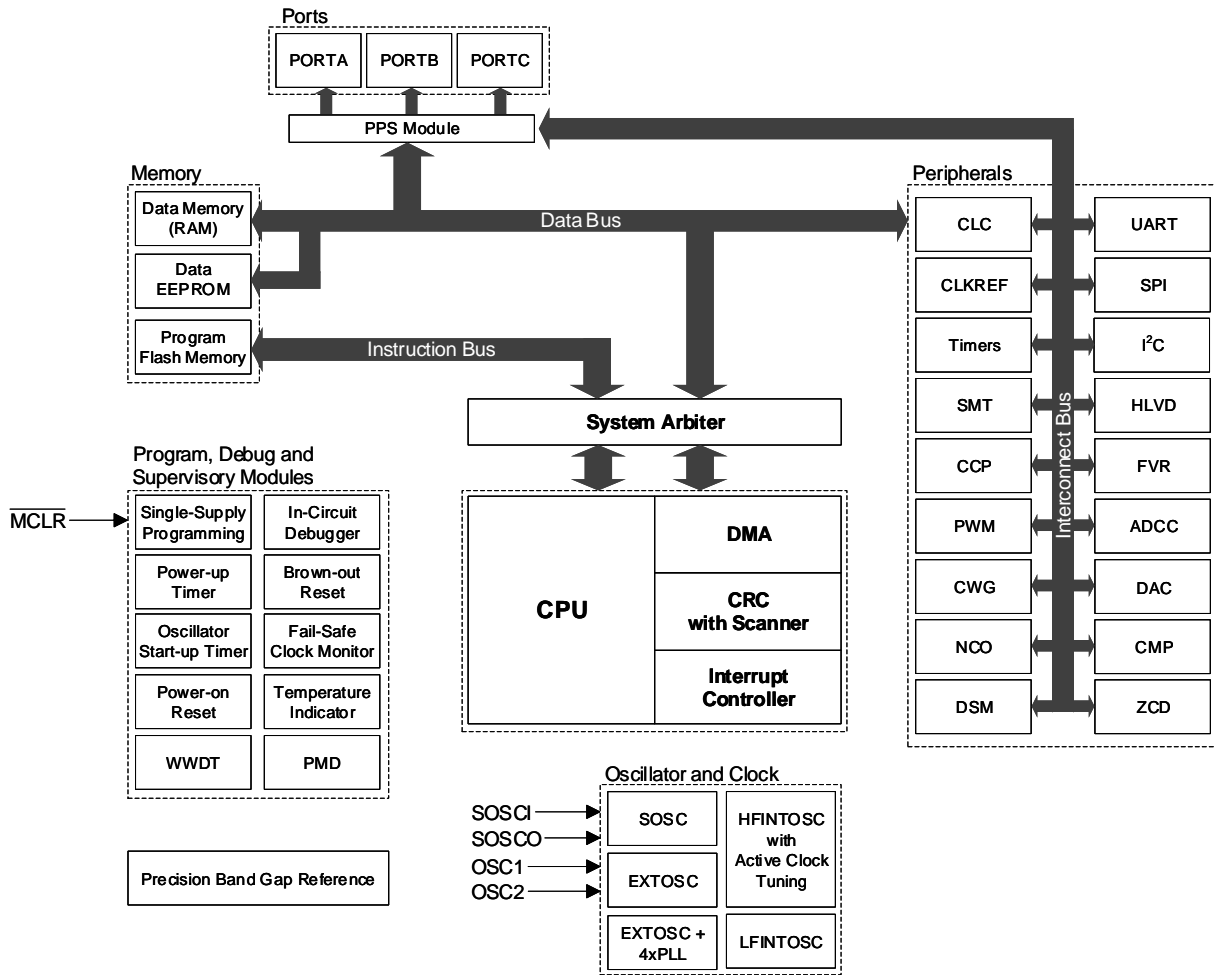 Ports
PORTA
PORTB
PORTC
PPS Module
Memory
Data Memory
(RAM)
Data
EEPROM
Program
Flash Memory
Data Bus
Instruction Bus
System Arbiter
CPU
DMA
CRC
with Scanner
Interrupt
Controller
Peripherals
CLC
UART
CLKREF
SPI
Timers
I²C
SMT
HLVD
CCP
FVR
PWM
ADCC
CWG
DAC
NCO
CMP
DSM
ZCD
Interconnect Bus
Program, Debug and
Supervisory Modules
MCLR
Single-Supply
Programming
In-Circuit
Debugger
Power-up
Timer
Brown-out
Reset
Oscillator
Start-up Timer
Fail-Safe
Clock Monitor
Power-on
Reset
Temperature
Indicator
WWDT
PMD
Precision Band Gap Reference
Oscillator and Clock
SOSCI
SOSCO
OSC1
OSC2
SOSC
HFINTOSC
with
Active Clock
Tuning
EXTOSC
EXTOSC +
4xPLL
LFINTOSC